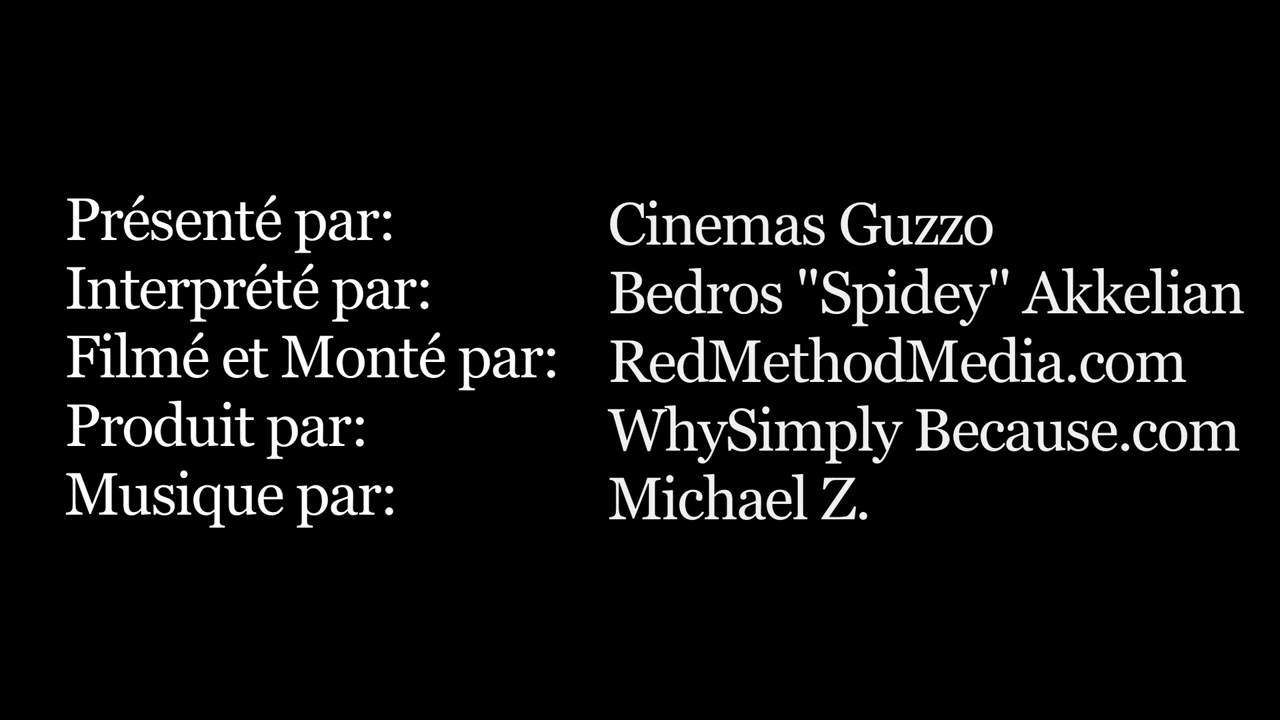 Présenté par: Cinemas Guzzo
Interprété par: Bedros "Spidey" Akkelian
Filmé et Monté par: RedMethodMedia.com
Produit par: WhySimply Because.com
Musique par: Michael Z.